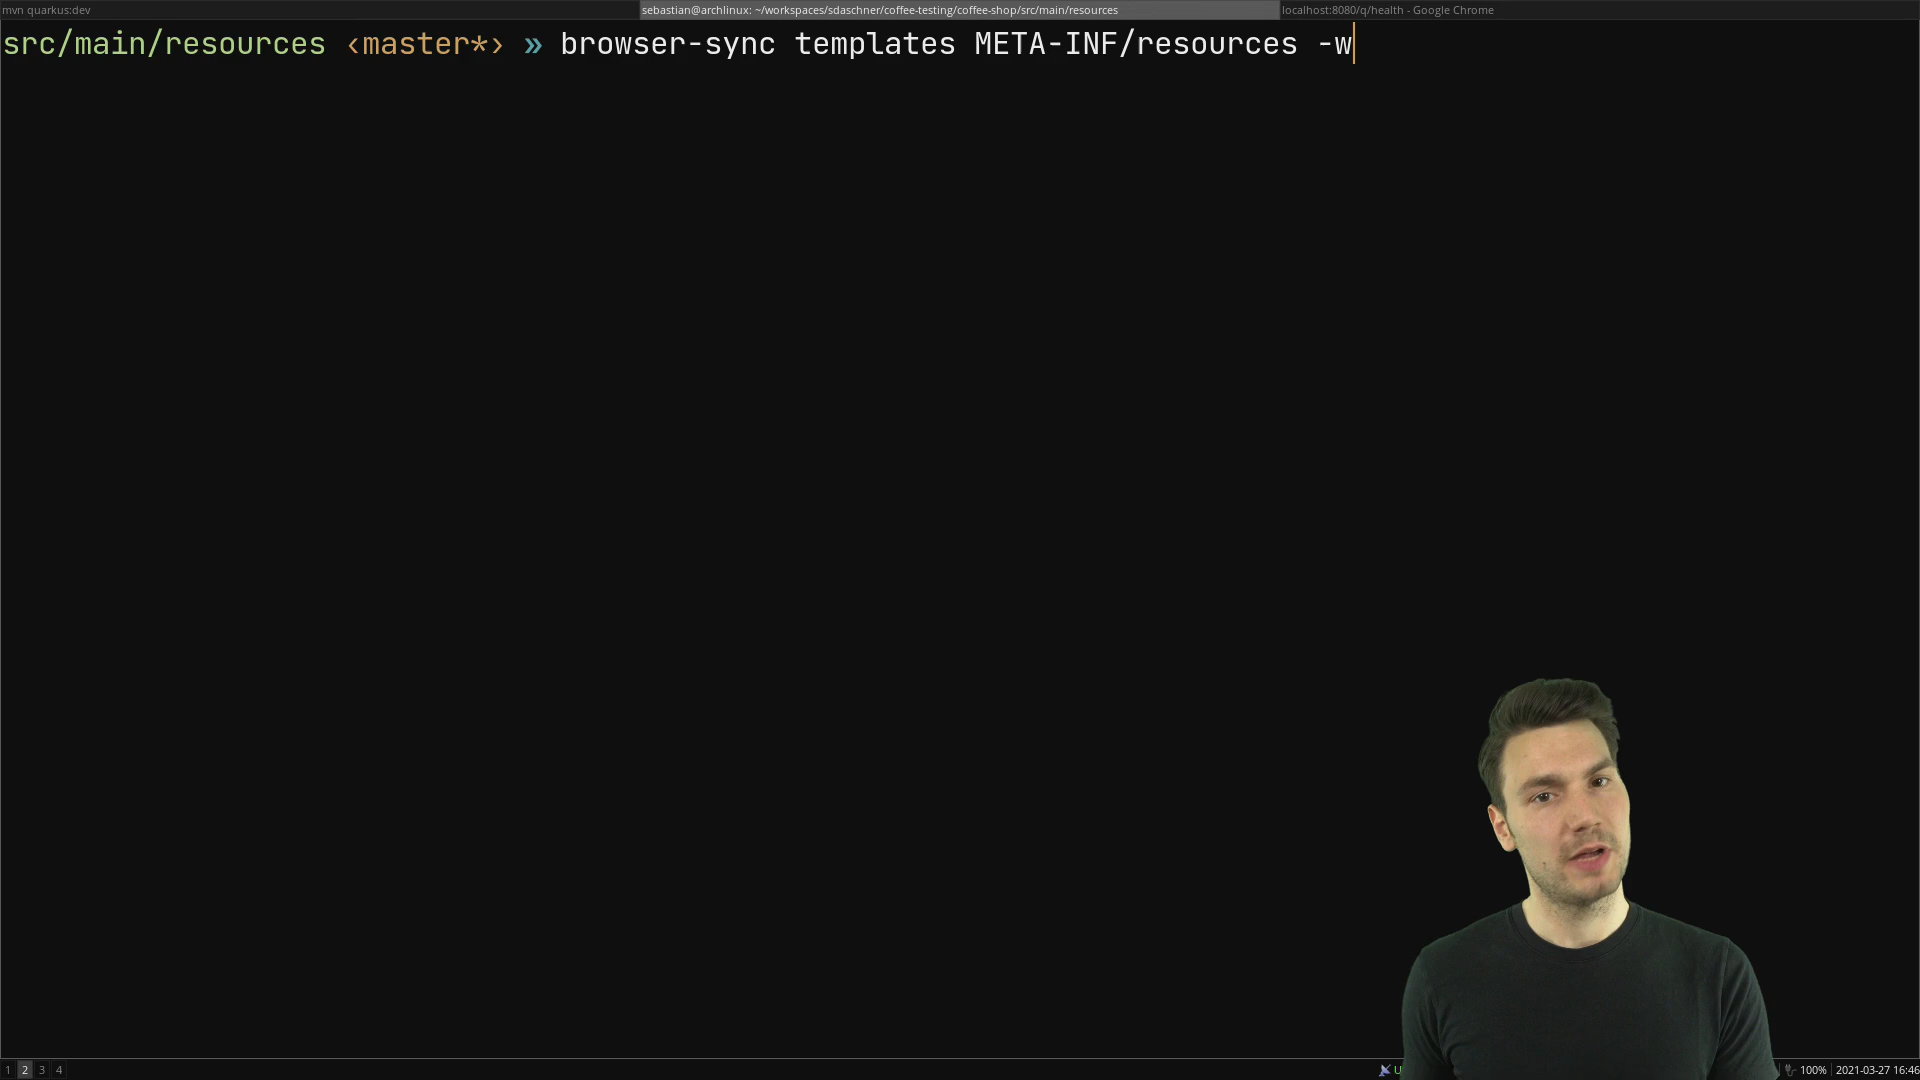 mvn quarkus:dev
sebastian@archlinux: ~/workspaces/sdaschner/coffee-testing/coffee-shop/src/main/resources
localhost:8080/q/health - Google Chrome
src/main/resources ‹master*› » browser-sync templates META-INF/resources -w
1 2 3 4
U
100% 2021-03-27 16:46